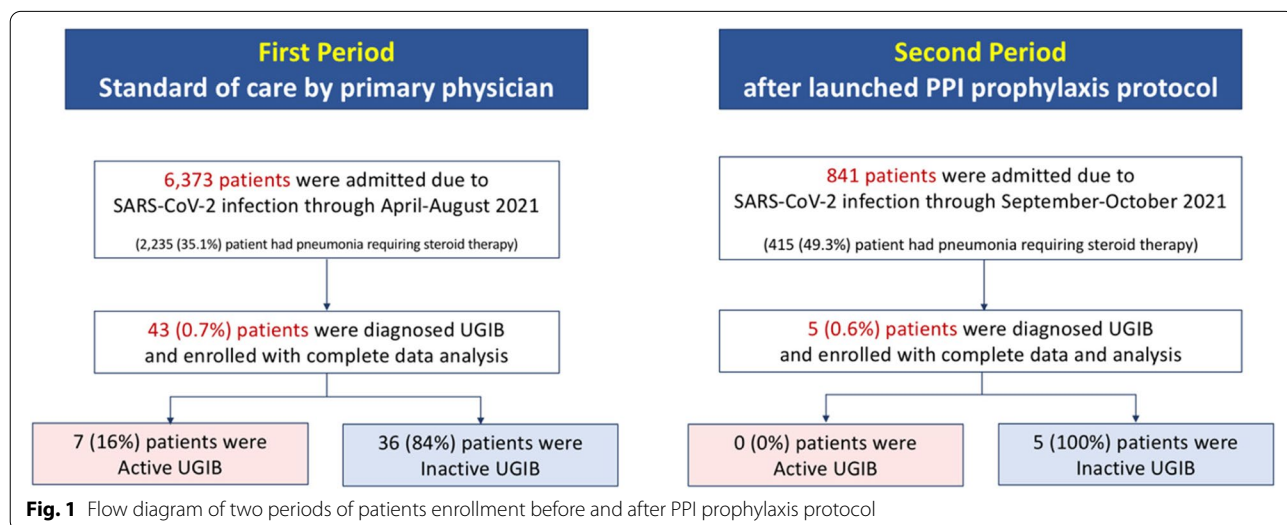 First Period
Standard of care by primary physician
6,373 patients were admitted due to
SARS-CoV-2 infection through April-August 2021
(2,235 (35.1%) patient had pneumonia requiring steroid therapy)
43 (0.7%) patients were diagnosed UGIB
and enrolled with complete data analysis
7 (16%) patients were
Active UGIB
36 (84%) patients were
Inactive UGIB
Second Period
after launched PPI prophylaxis protocol
841 patients were admitted due to
SARS-CoV-2 infection through September-October 2021
(415 (49.3%) patient had pneumonia requiring steroid therapy)
5 (0.6%) patients were diagnosed UGIB
and enrolled with complete data and analysis
0 (0%) patients were
Active UGIB
5 (100%) patients were
Inactive UGIB
Fig. 1 Flow diagram of two periods of patients enrollment before and after PPI prophylaxis protocol